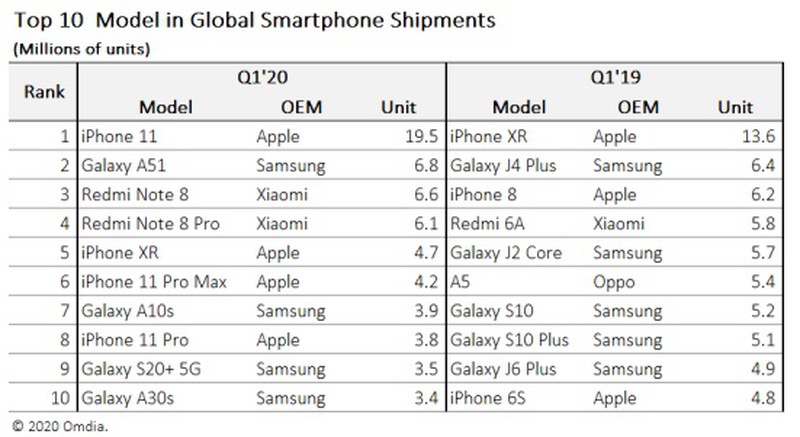 Top 10 Model in Global Smartphone Shipments
(Millions of units)
Rank Q1'20 Q1'19
Model OEM Unit Model OEM Unit
1 iPhone 11 Apple 19.5 iPhone XR Apple 13.6
2 Galaxy A51 Samsung 6.8 Galaxy J4 Plus Samsung 6.4
3 Redmi Note 8 Xiaomi 6.6 iPhone 8 Apple 6.2
4 Redmi Note 8 Pro Xiaomi 6.1 Redmi 6A Xiaomi 5.8
5 iPhone XR Apple 4.7 Galaxy J2 Core Samsung 5.7
6 iPhone 11 Pro Max Apple 4.2 A5 Oppo 5.4
7 Galaxy A10s Samsung 3.9 Galaxy S10 Samsung 5.2
8 iPhone 11 Pro Apple 3.8 Galaxy S10 Plus Samsung 5.1
9 Galaxy S20+ 5G Samsung 3.5 Galaxy J6 Plus Samsung 4.9
10 Galaxy A30s Samsung 3.4 iPhone 6S Apple 4.8
© 2020 Omdia.